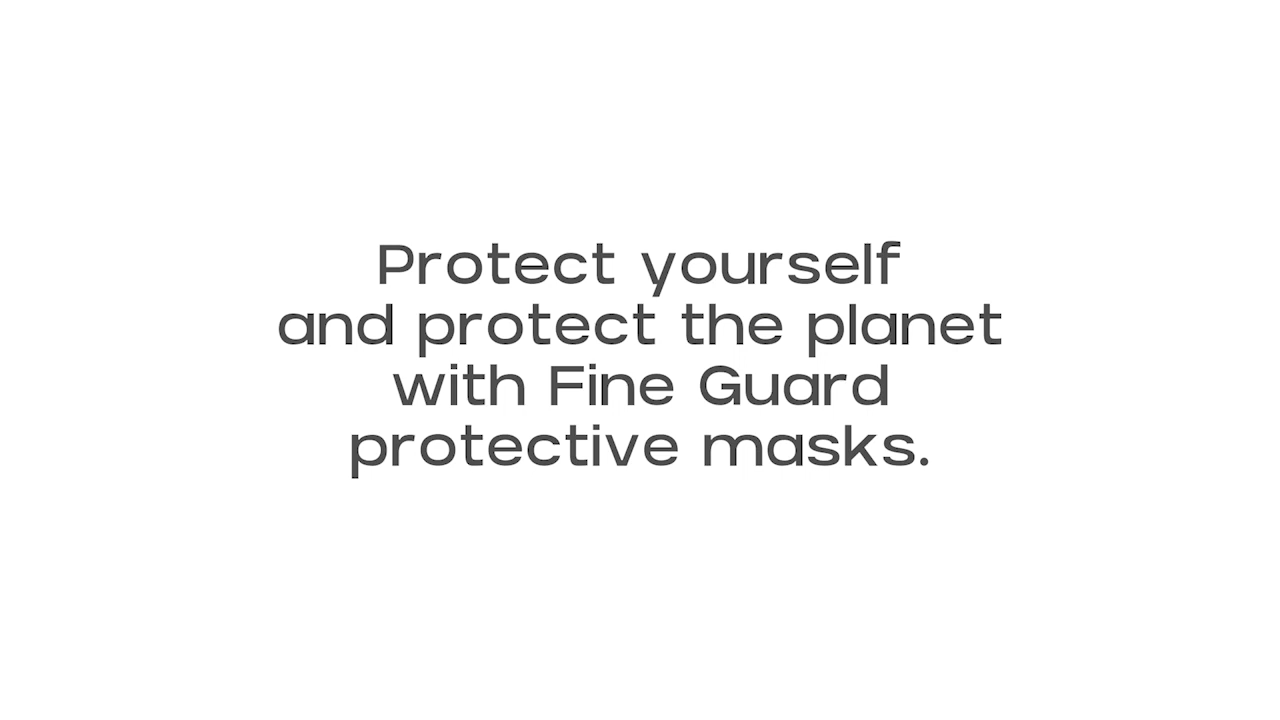 Protect yourself
and protect the planet
with Fine Guard
protective masks.